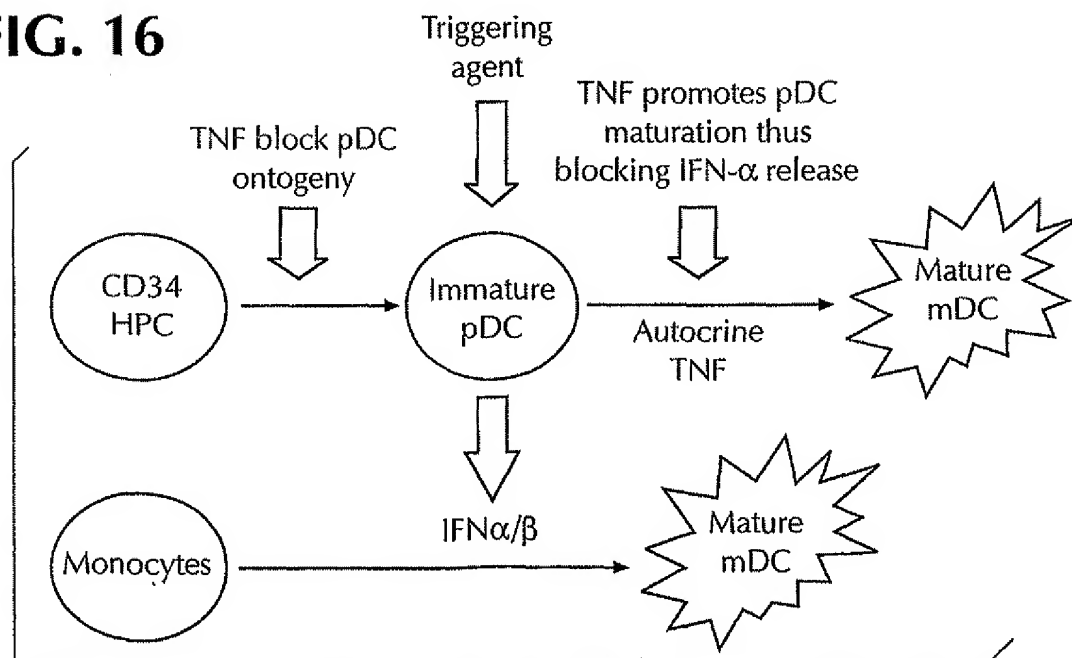 FIG. 16
Triggering
agent
TNF block pDC
ontogeny
TNF promotes pDC
maturation thus
blocking IFN-α release
CD34
HPC
Immature
pDC
Autocrine
TNF
Mature
mDC
IFNα/β
Monocytes
Mature
mDC